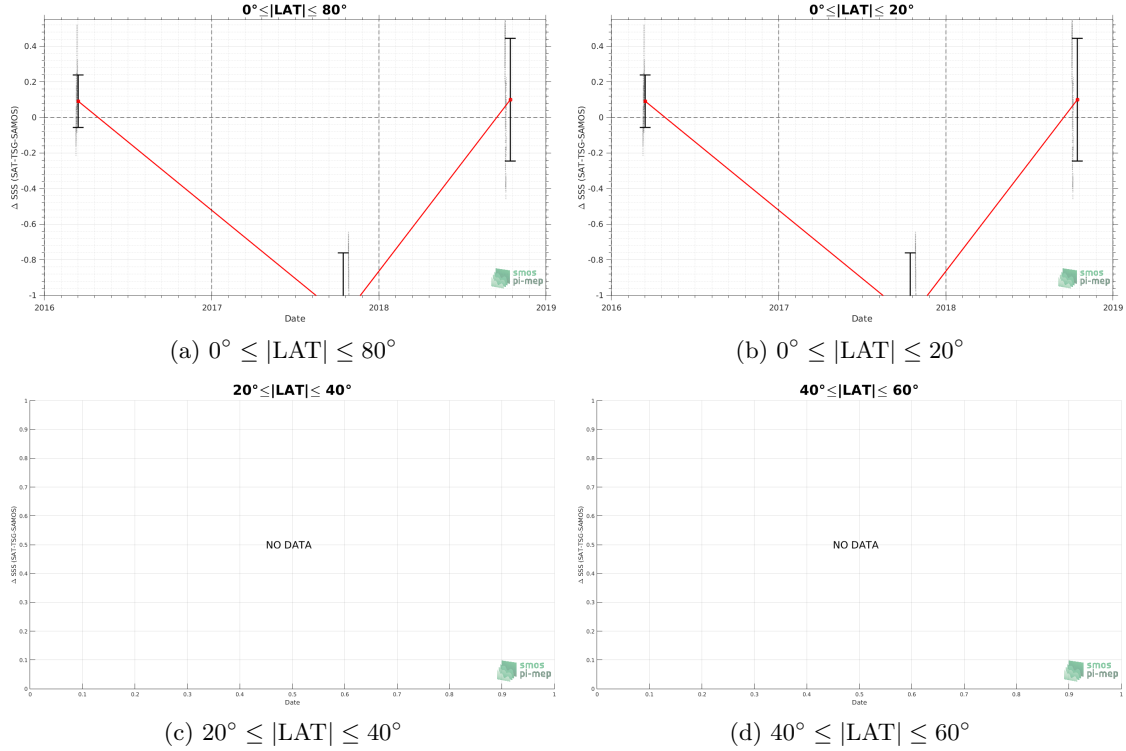 0°≤|LAT|≤ 80°
0.4
0.2
0
-0.2
-0.4
-0.6
-0.8
-1
Δ SSS (SAT-TSG-SAMOS)
2016 2017 2018 2019
Date
smos
pi-mep
(a) 0° ≤ |LAT| ≤ 80°
0°≤|LAT|≤ 20°
0.4
0.2
0
-0.2
-0.4
-0.6
-0.8
-1
Δ SSS (SAT-TSG-SAMOS)
2016 2017 2018 2019
Date
smos
pi-mep
(b) 0° ≤ |LAT| ≤ 20°
20°≤|LAT|≤ 40°
1
0.9
0.8
0.7
0.6
0.5
0.4
0.3
0.2
0.1
0
Δ SSS (SAT-TSG-SAMOS)
NO DATA
0 0.1 0.2 0.3 0.4 0.5 0.6 0.7 0.8 0.9 1
Date
smos
pi-mep
(c) 20° ≤ |LAT| ≤ 40°
40°≤|LAT|≤ 60°
1
0.9
0.8
0.7
0.6
0.5
0.4
0.3
0.2
0.1
0
Δ SSS (SAT-TSG-SAMOS)
NO DATA
0 0.1 0.2 0.3 0.4 0.5 0.6 0.7 0.8 0.9 1
Date
smos
pi-mep
(d) 40° ≤ |LAT| ≤ 60°